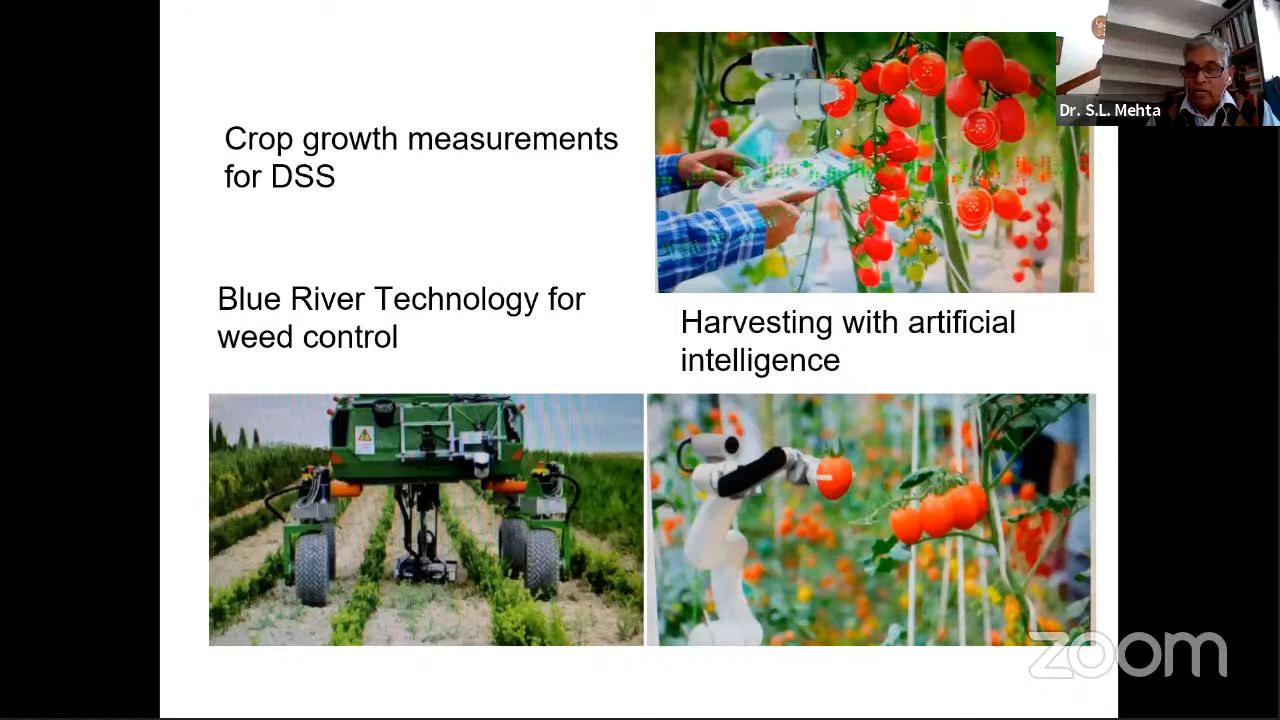 Dr. S.L. Mehta
Crop growth measurements
for DSS
Blue River Technology for
weed control
Harvesting with artificial
intelligence
zoom